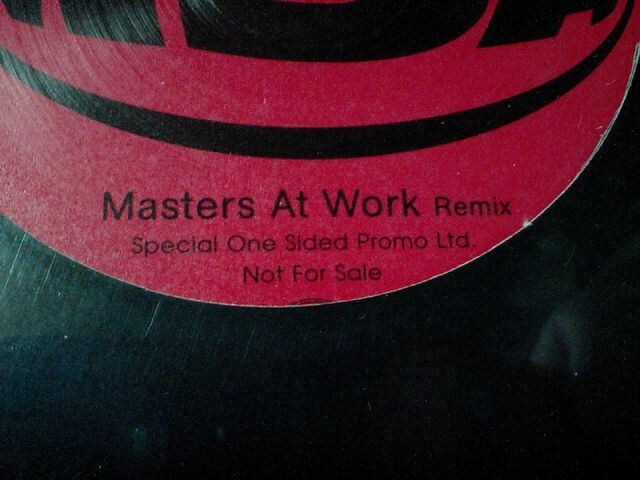 Masters At Work Remix
Special One Sided Promo Ltd.
Not For Sale